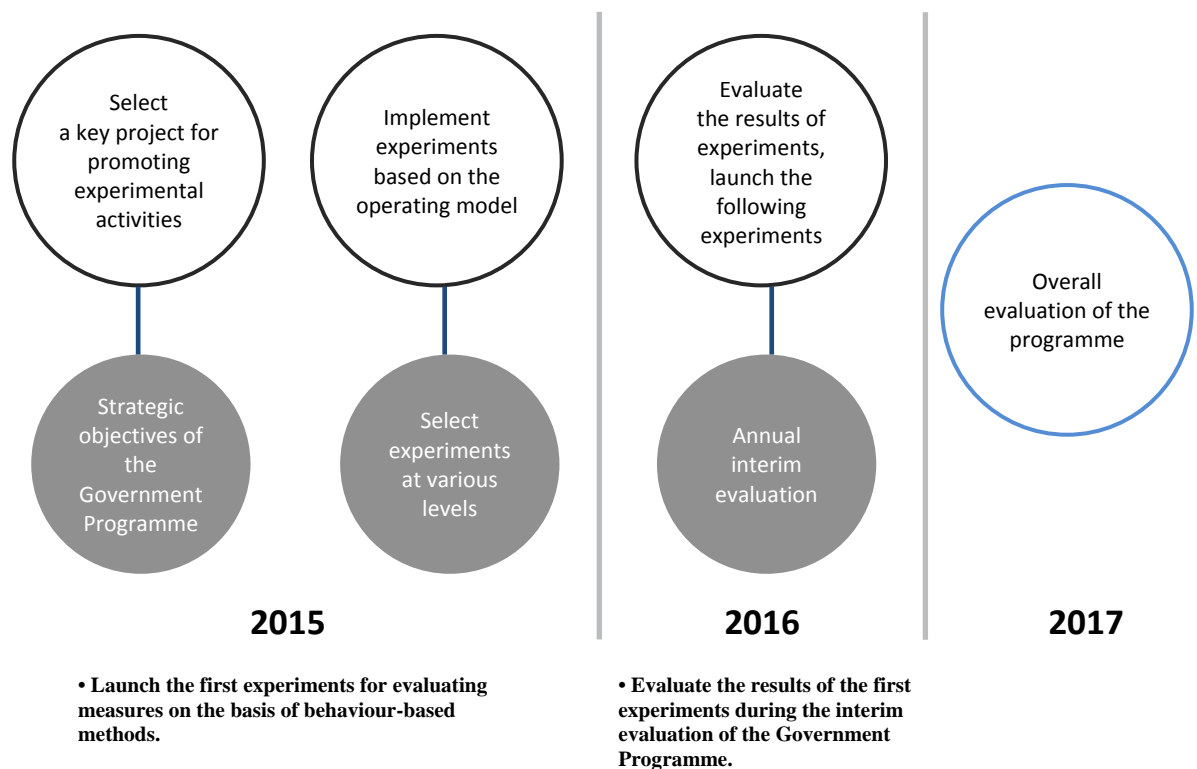 Select
a key project for
promoting
experimental
activities
Implement
experiments
based on the
operating model
Evaluate
the results of
experiments,
launch the
following
experiments
Overall
evaluation of the
programme
Strategic
objectives of
the
Government
Programme
Select
experiments
at various
levels
Annual
interim
evaluation
2015
2016
2017
• Launch the first experiments for evaluating
measures on the basis of behaviour-based
methods.
• Evaluate the results of the first
experiments during the interim
evaluation of the Government
Programme.